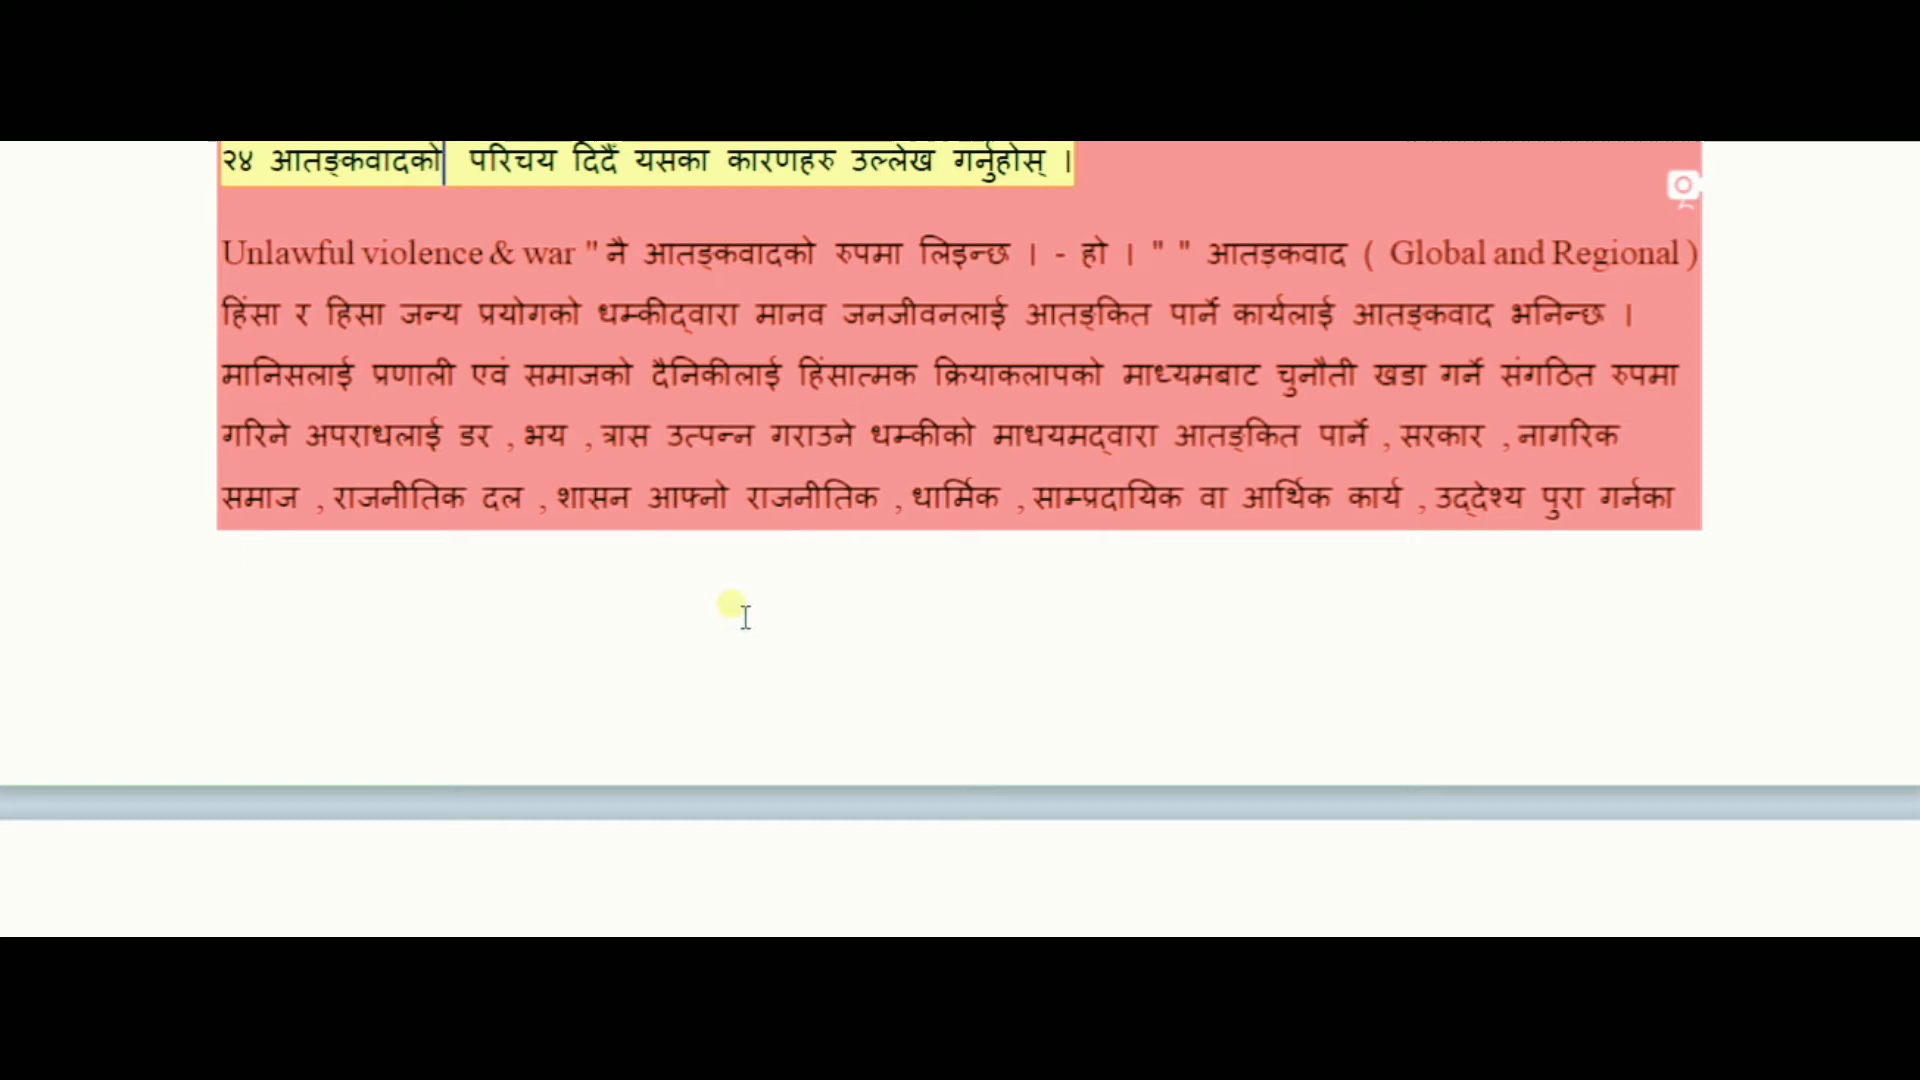 २४ आतङ्कवादको परिचय दिदैँ यसका कारणहरु उल्लेख गर्नुहोस् ।
Unlawful violence & war " नै आतङ्कवादको रुपमा लिइन्छ । - हो । " " आतड़कवाद ( Global and Regional )
हिंसा र हिसा जन्य प्रयोगको धम्कीद्वारा मानव जनजीवनलाई आतङ्कित पार्ने कार्यलाई आतङ्कवाद भनिन्छ ।
मानिसलाई प्रणाली एवं समाजको दैनिकीलाई हिंसात्मक क्रियाकलापको माध्यमबाट चुनौती खडा गर्ने संगठित रुपमा
गरिने अपराधलाई डर , भय , त्रास उत्पन्न गराउने धम्कीको माधयमद्वारा आतङ्कित पार्ने , सरकार , नागरिक
समाज , राजनीतिक दल , शासन आफ्नो राजनीतिक , धार्मिक , साम्प्रदायिक वा आर्थिक कार्य , उद्देश्य पुरा गर्नका